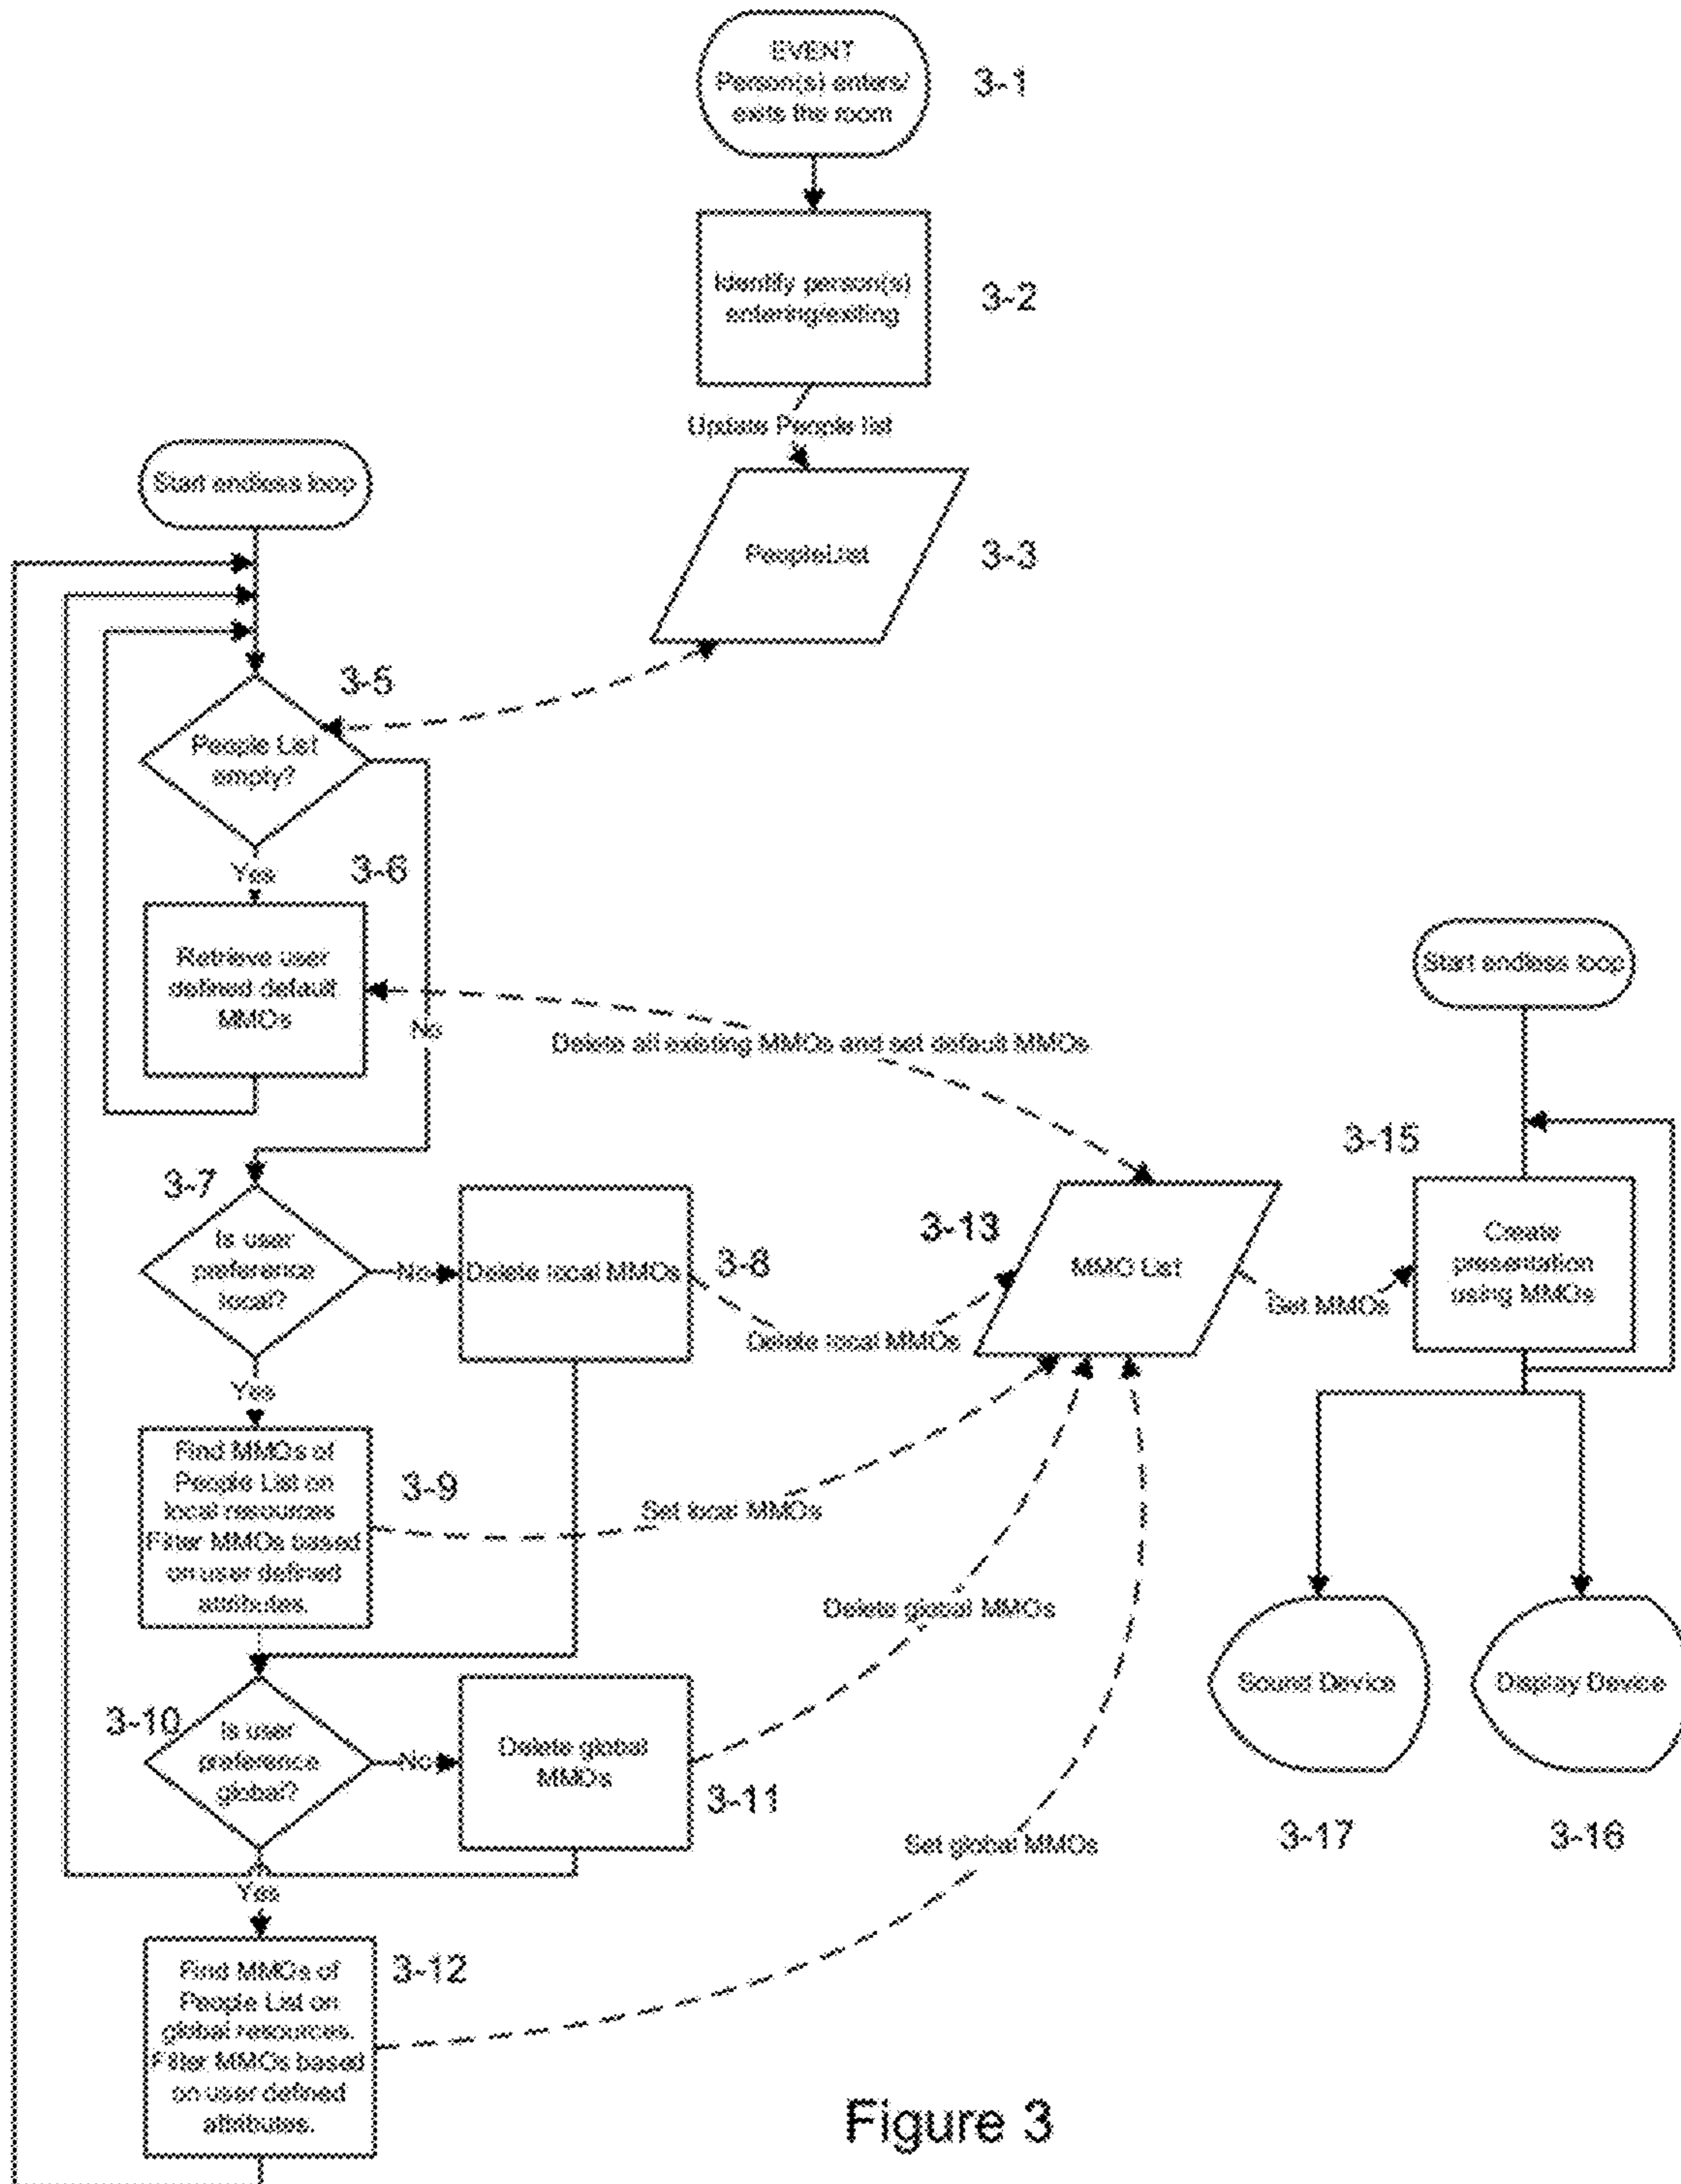 EVENT
Person(s) enters/
exits the room
3-1
Identify person(s)
entering/exiting
3-2
Update People list
Start endless loop
PeopleList
3-3
3-5
People List
empty?
Yes
3-6
Retrieve user
defined default
MMOs
No
Delete all existing MMOs and set default MMOs
Start endless loop
3-15
3-7
Is user
preference
local?
No
Delete local MMOs
3-8
Delete local MMOs
3-13
MMO List
Get MMOs
Create
presentation
using MMOs
Yes
Find MMOs of
People List on
local resources
Filter MMOs based
on user defined
attributes.
3-9
Set local MMOs
Delete global MMOs
Sound Device
Display Device
3-10
Is user
preference
global?
No
Delete global
MMOs
3-11
3-17
3-16
Set global MMOs
Yes
Find MMOs of
People List on
global resources.
Filter MMOs based
on user defined
attributes.
3-12
Figure 3